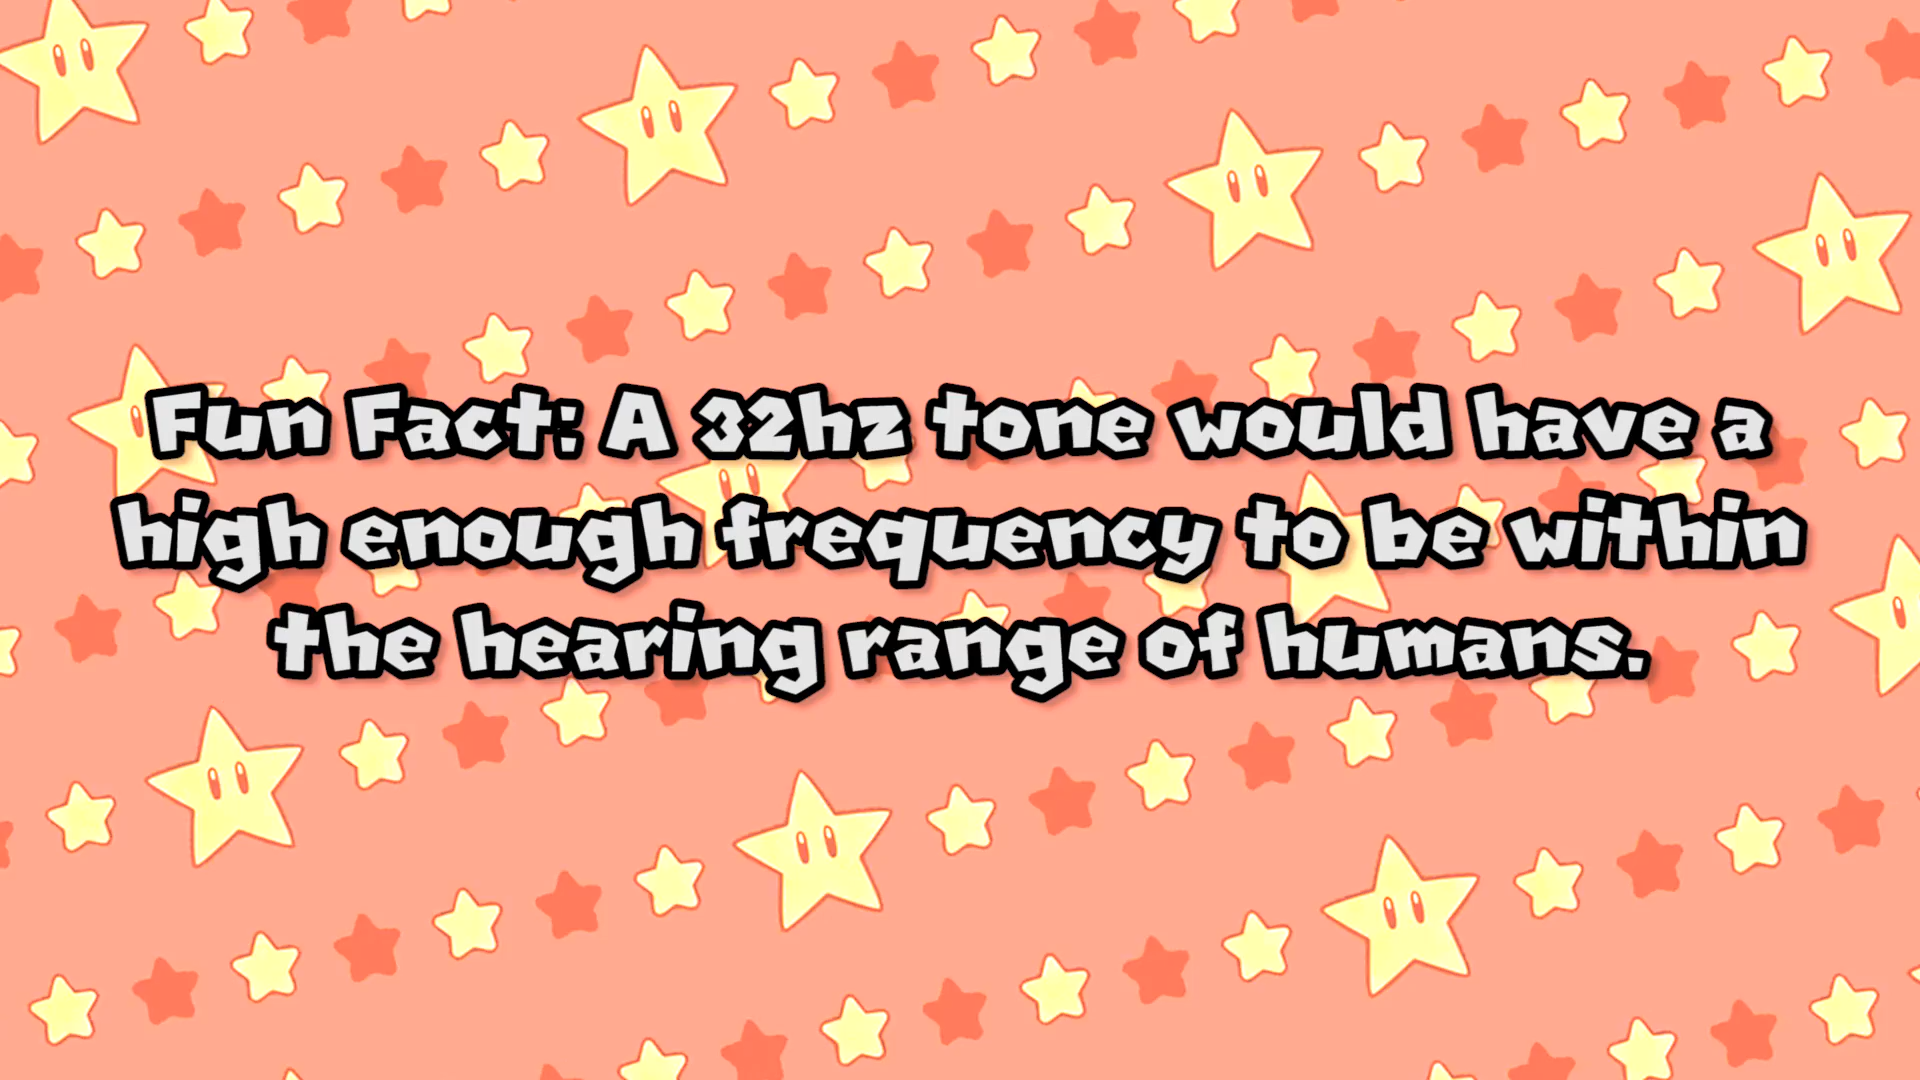 Fun Fact: A 32hz tone would have a
high enough frequency to be within
the hearing range of humans.